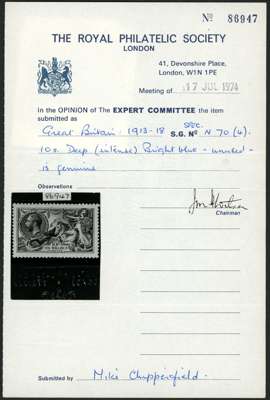 Nº 86947
THE ROYAL PHILATELIC SOCIETY
LONDON
41, Devonshire Place,
London, W1N 1PE
Meeting of 17 JUL 1974
in the OPINION of The EXPERT COMMITTEE the item
submitted as
SPEC.
Great Britain 1913-18 S.G. Nº N 70 (4).
10s. Deep (intense) Bright blue - unused -
is genuine
Observations
86947
Chairman
Submitted by Mike Chipperfield.